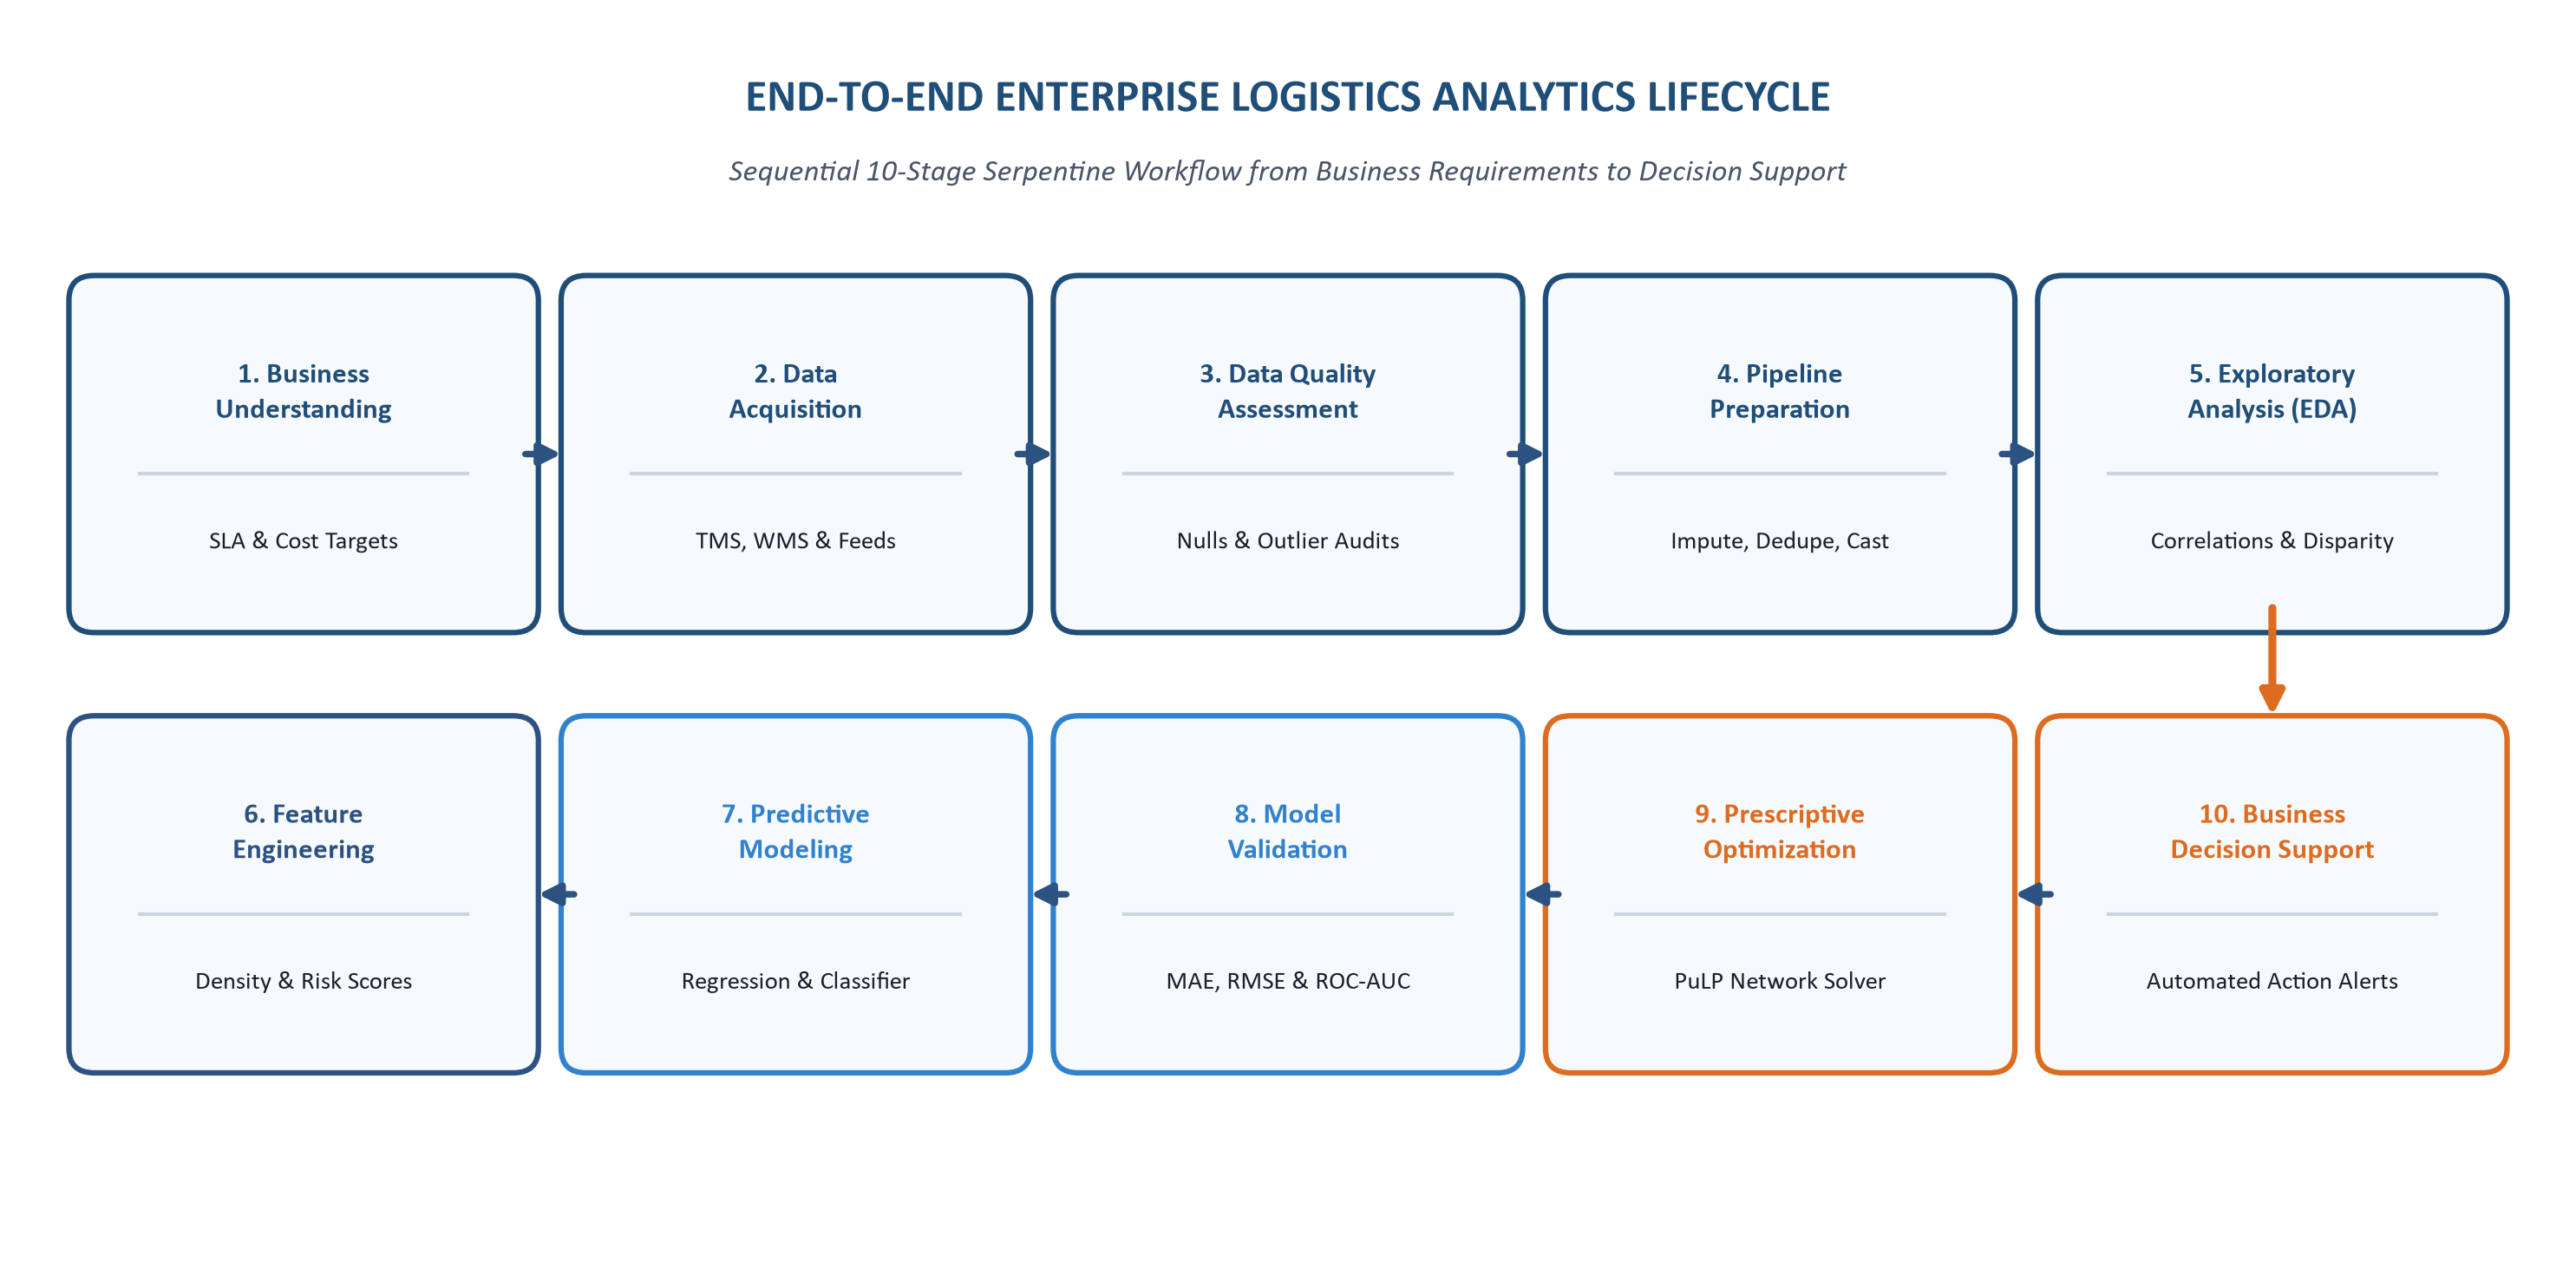 END-TO-END ENTERPRISE LOGISTICS ANALYTICS LIFECYCLE
Sequential 10-Stage Serpentine Workflow from Business Requirements to Decision Support
1. Business
Understanding
SLA & Cost Targets
2. Data
Acquisition
TMS, WMS & Feeds
3. Data Quality
Assessment
Nulls & Outlier Audits
4. Pipeline
Preparation
Impute, Dedupe, Cast
5. Exploratory
Analysis (EDA)
Correlations & Disparity
6. Feature
Engineering
Density & Risk Scores
7. Predictive
Modeling
Regression & Classifier
8. Model
Validation
MAE, RMSE & ROC-AUC
9. Prescriptive
Optimization
PuLP Network Solver
10. Business
Decision Support
Automated Action Alerts